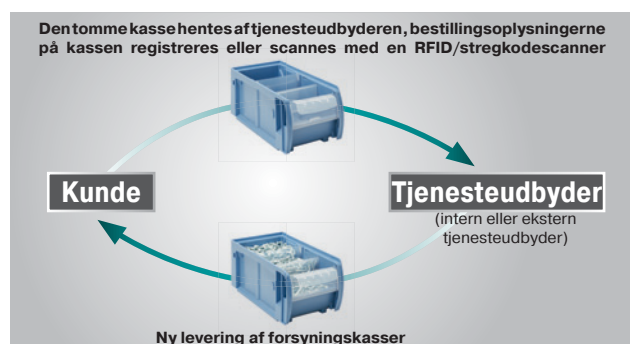 Den tomme kasse hentes af tjenesteudbyderen, bestillingsoplysningerne
på kassen registreres eller scannes med en RFID/stregkodescanner
Kunde
Tjenesteudbyder
(intern eller ekstern
tjenesteudbyder)
Ny levering af forsyningskasser